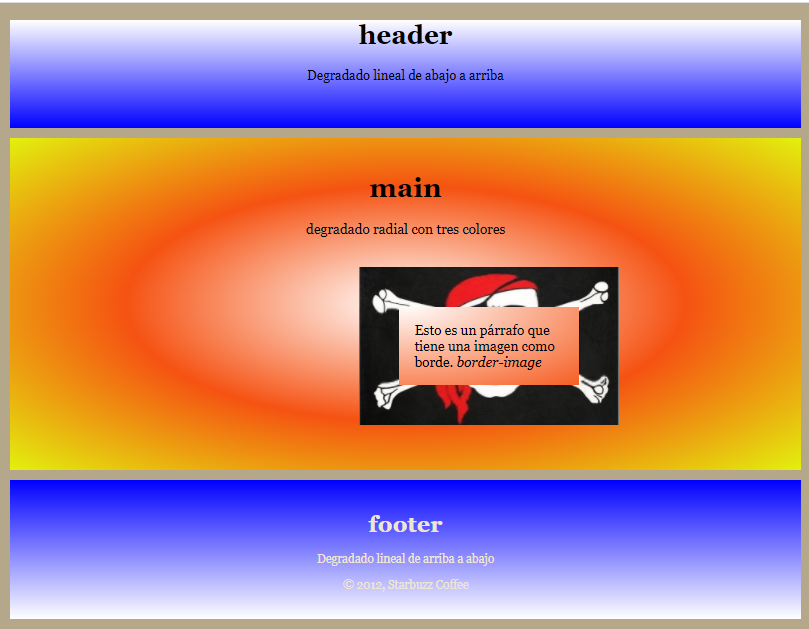 header
Degradado lineal de abajo a arriba
main
degradado radial con tres colores
Esto es un párrafo que
tiene una imagen como
borde. border-image
footer
Degradado lineal de arriba a abajo
© 2012, Starbuzz Coffee